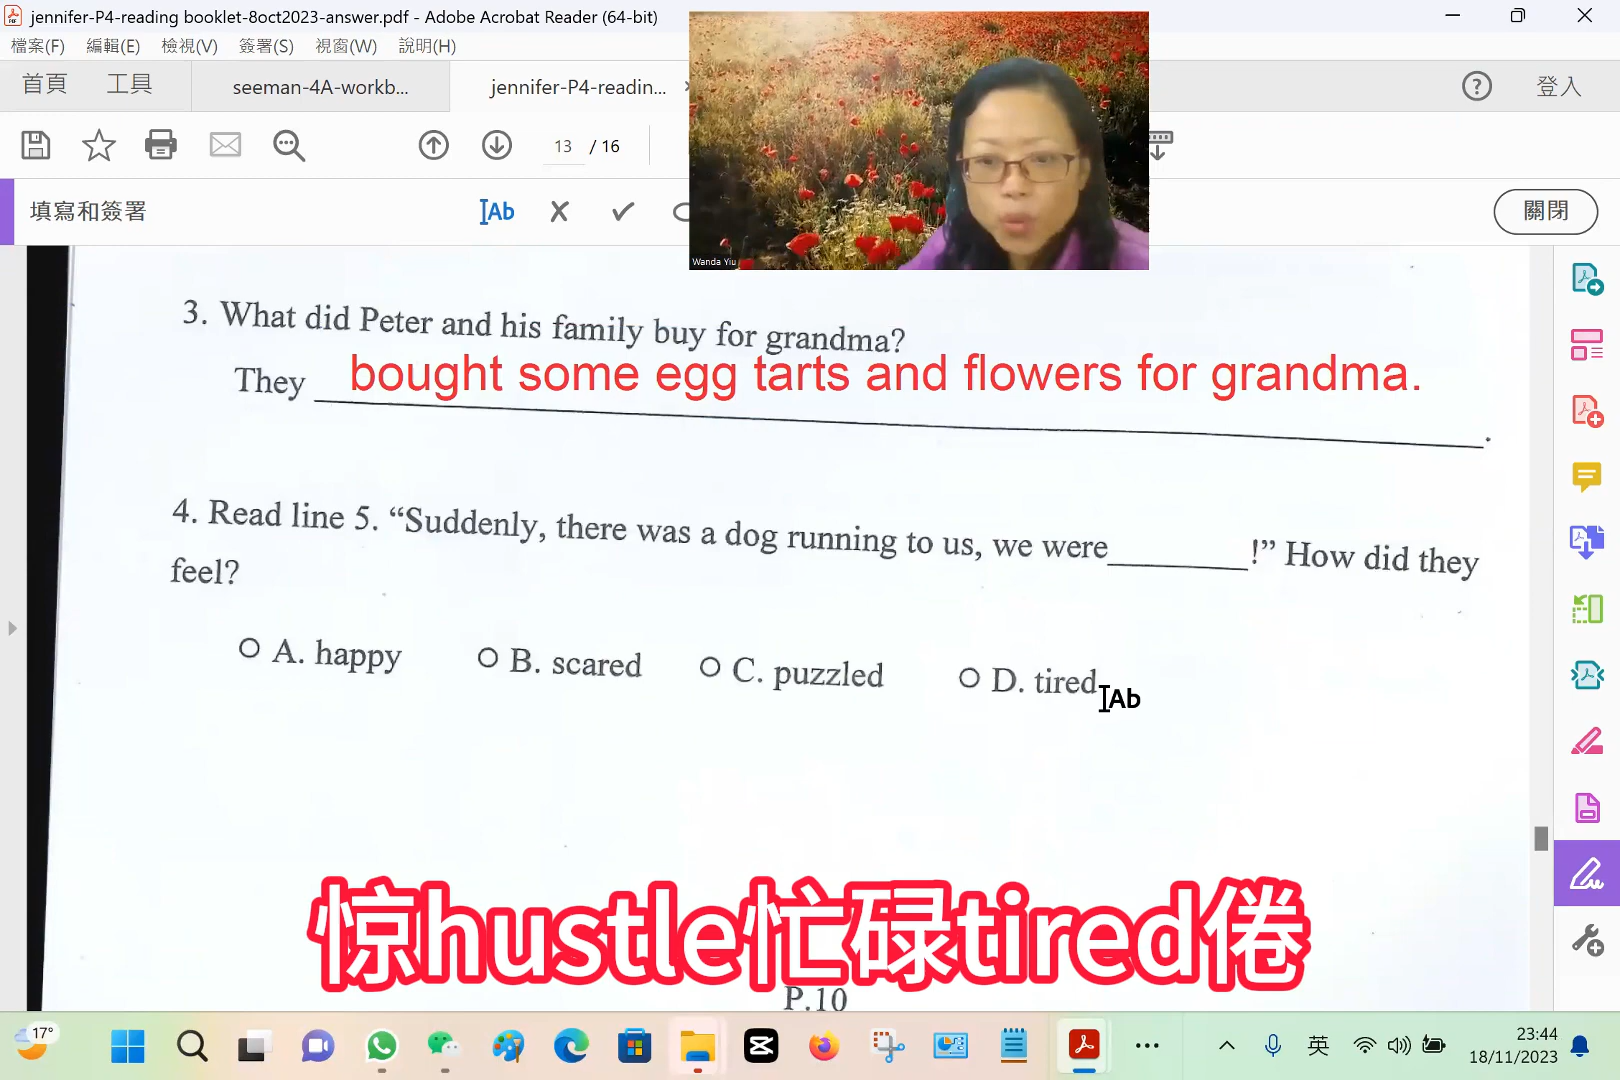 jennifer-P4-reading booklet-8oct2023-answer.pdf - Adobe Acrobat Reader (64-bit)
檔案(F) 編輯(E) 檢視(V) 簽署(S) 視窗(W) 說明(H)
首頁 工具 seeman-4A-workb... jennifer-P4-readin... 登入
13 / 16
填寫和簽署 Ab 關閉
Wanda Yiu
3. What did Peter and his family buy for grandma?
They bought some egg tarts and flowers for grandma.
4. Read line 5. “Suddenly, there was a dog running to us, we were________!” How did they
feel?
A. happy B. scared C. puzzled D. tired
Ab
惊hustle忙碌tired倦
P.10
17°
英
23:44
18/11/2023